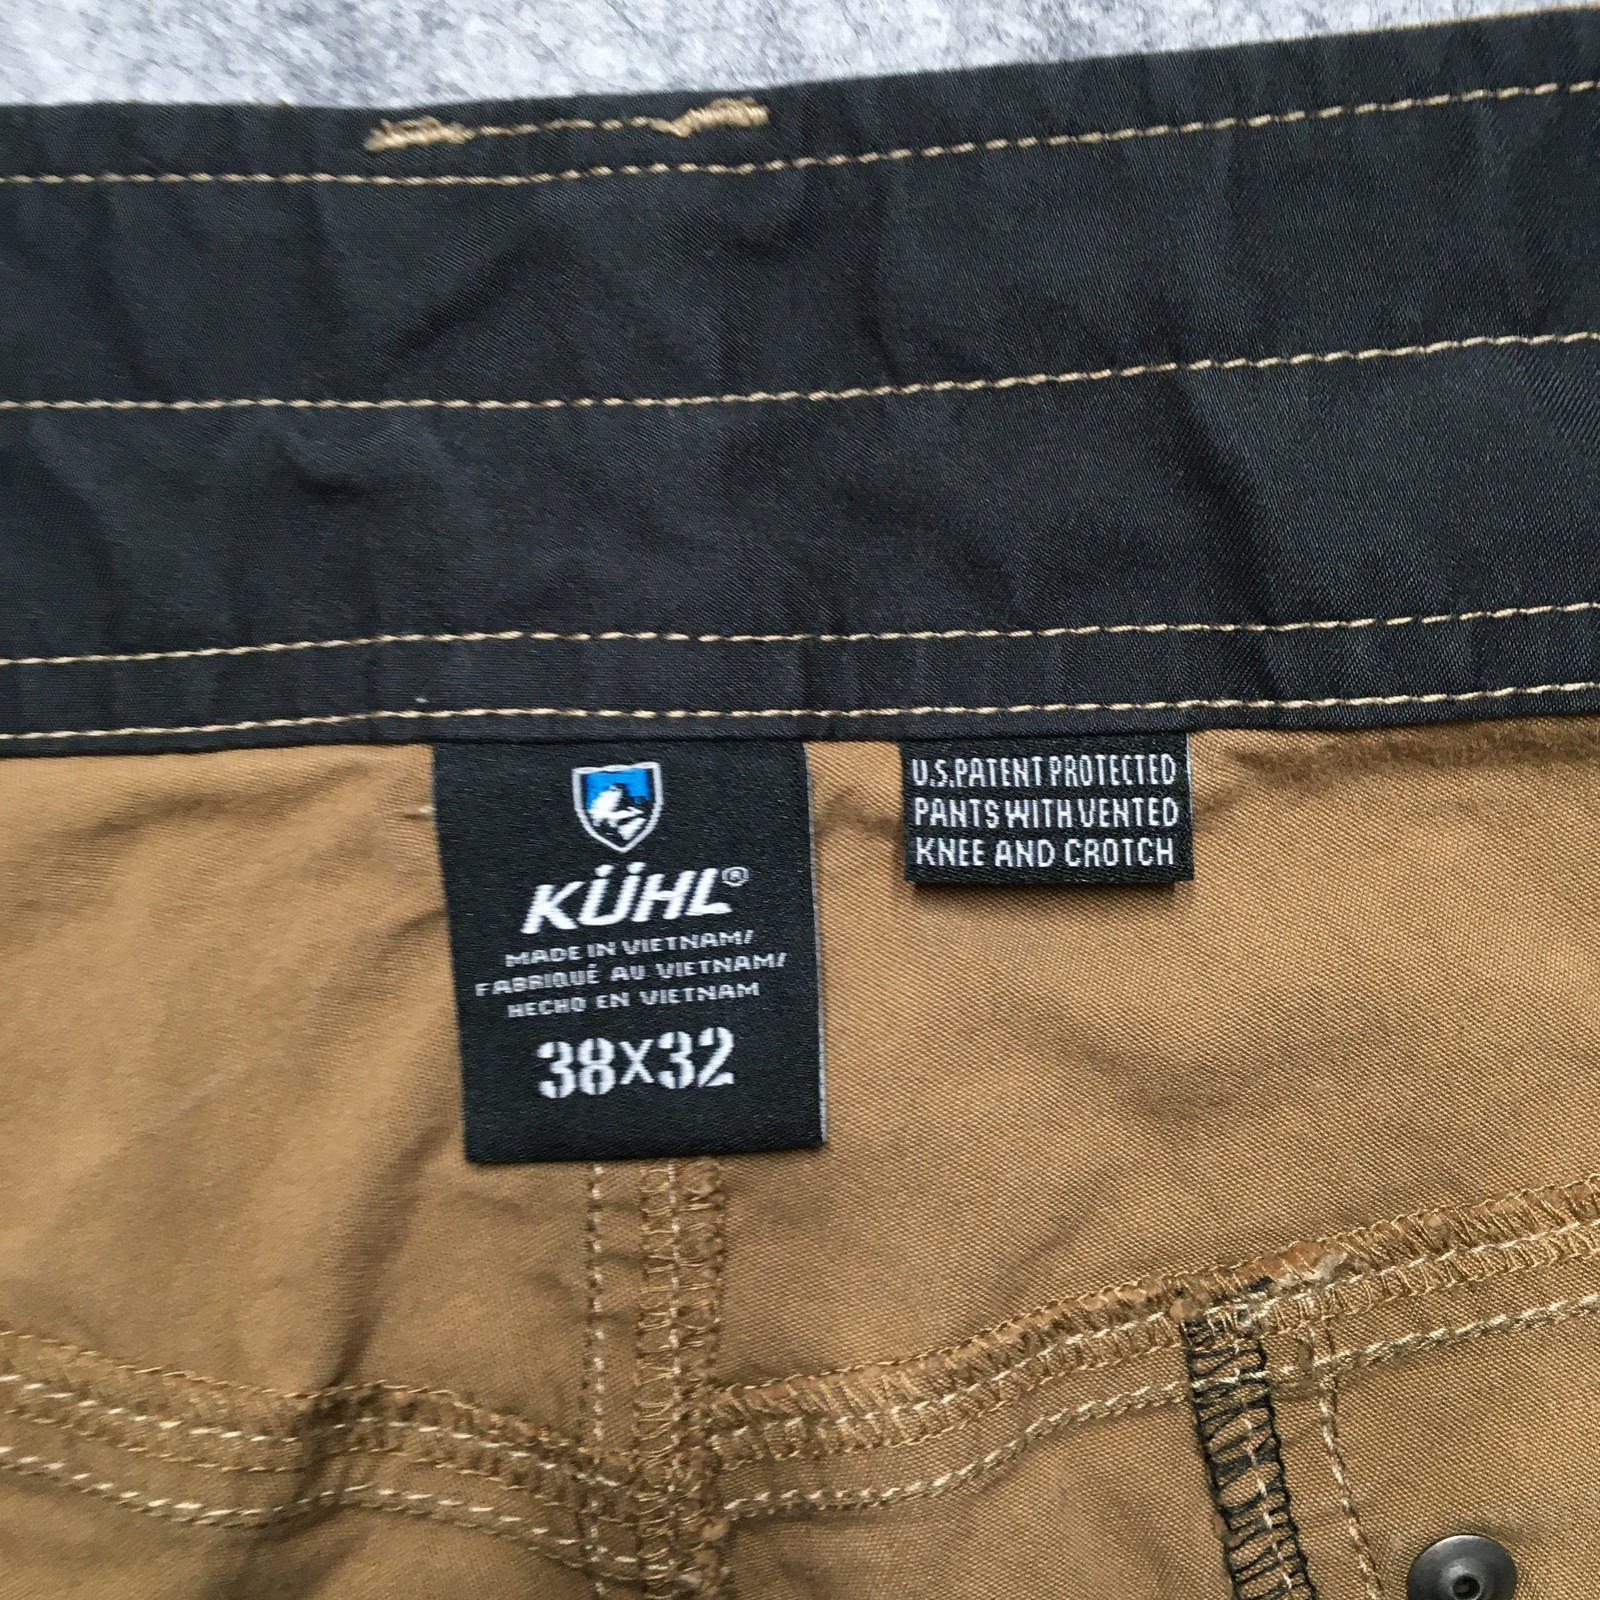 KÜHL®
MADE IN VIETNAM/
FABRIQUÉ AU VIETNAM/
HECHO EN VIETNAM
38X32
U.S.PATENT PROTECTED
PANTS WITH VENTED
KNEE AND CROTCH